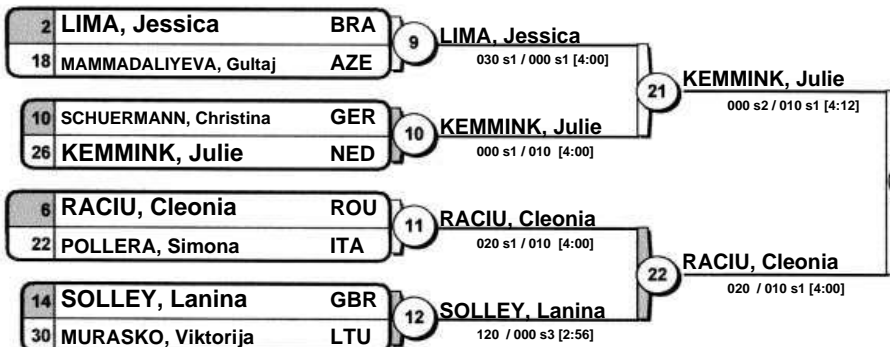 2 LIMA, Jessica BRA
18 MAMMADALIYEVA, Gultaj AZE
9
LIMA, Jessica
030 s1 / 000 s1 [4:00]
10 SCHUERMANN, Christina GER
26 KEMMINK, Julie NED
10
KEMMINK, Julie
000 s1 / 010 [4:00]
21
KEMMINK, Julie
000 s2 / 010 s1 [4:12]
6 RACIU, Cleonia ROU
22 POLLERA, Simona ITA
11
RACIU, Cleonia
020 s1 / 010 [4:00]
14 SOLLEY, Lanina GBR
30 MURASKO, Viktorija LTU
12
SOLLEY, Lanina
120 / 000 s3 [2:56]
22
RACIU, Cleonia
020 / 010 s1 [4:00]